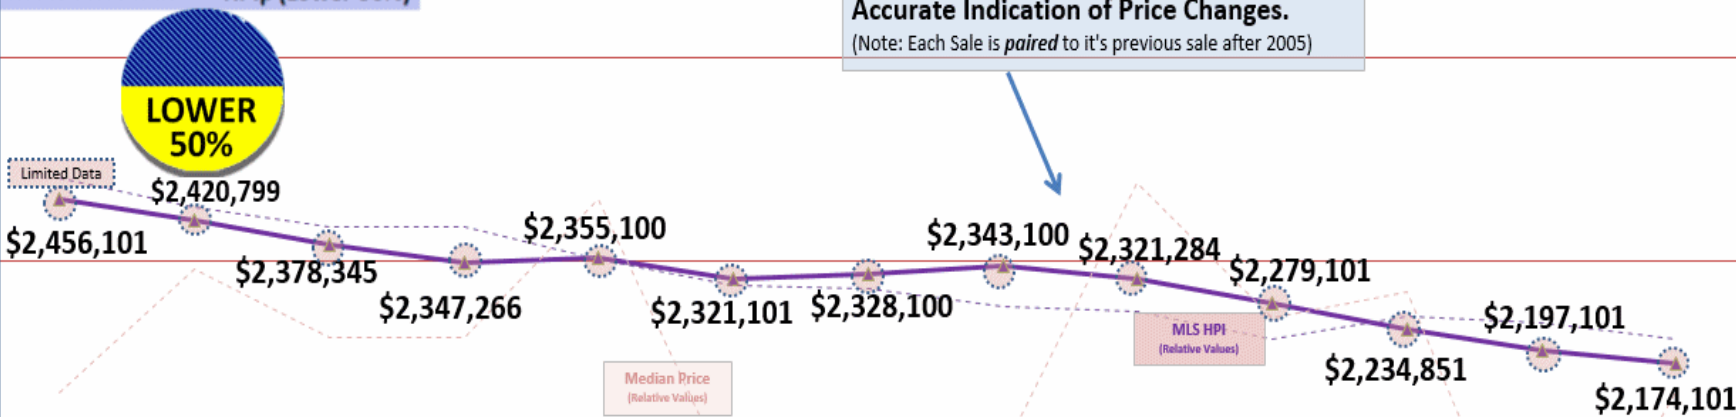 Accurate Indication of Price Changes.
(Note: Each Sale is paired to it's previous sale after 2005)
LOWER
50%
Limited Data
$2,456,101
$2,420,799
$2,378,345
$2,347,266
$2,355,100
$2,321,101
$2,328,100
$2,343,100
$2,321,284
$2,279,101
$2,234,851
$2,197,101
$2,174,101
Median Price
(Relative Values)
MLS HPI
(Relative Values)